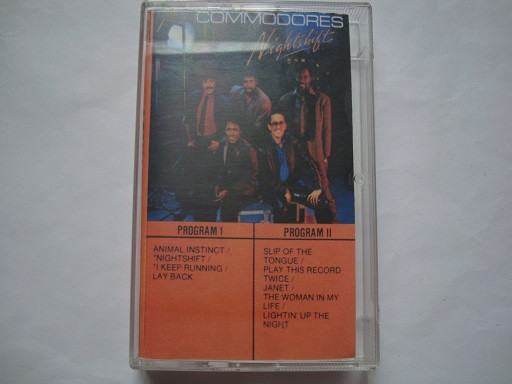 COMMODORES
Nightshift
PROGRAM I
ANIMAL INSTINCT /
*NIGHTSHIFT /
*I KEEP RUNNING /
LAY BACK
PROGRAM II
SLIP OF THE
TONGUE /
PLAY THIS RECORD
TWICE /
JANET /
THE WOMAN IN MY
LIFE /
LIGHTIN' UP THE
NIGHT